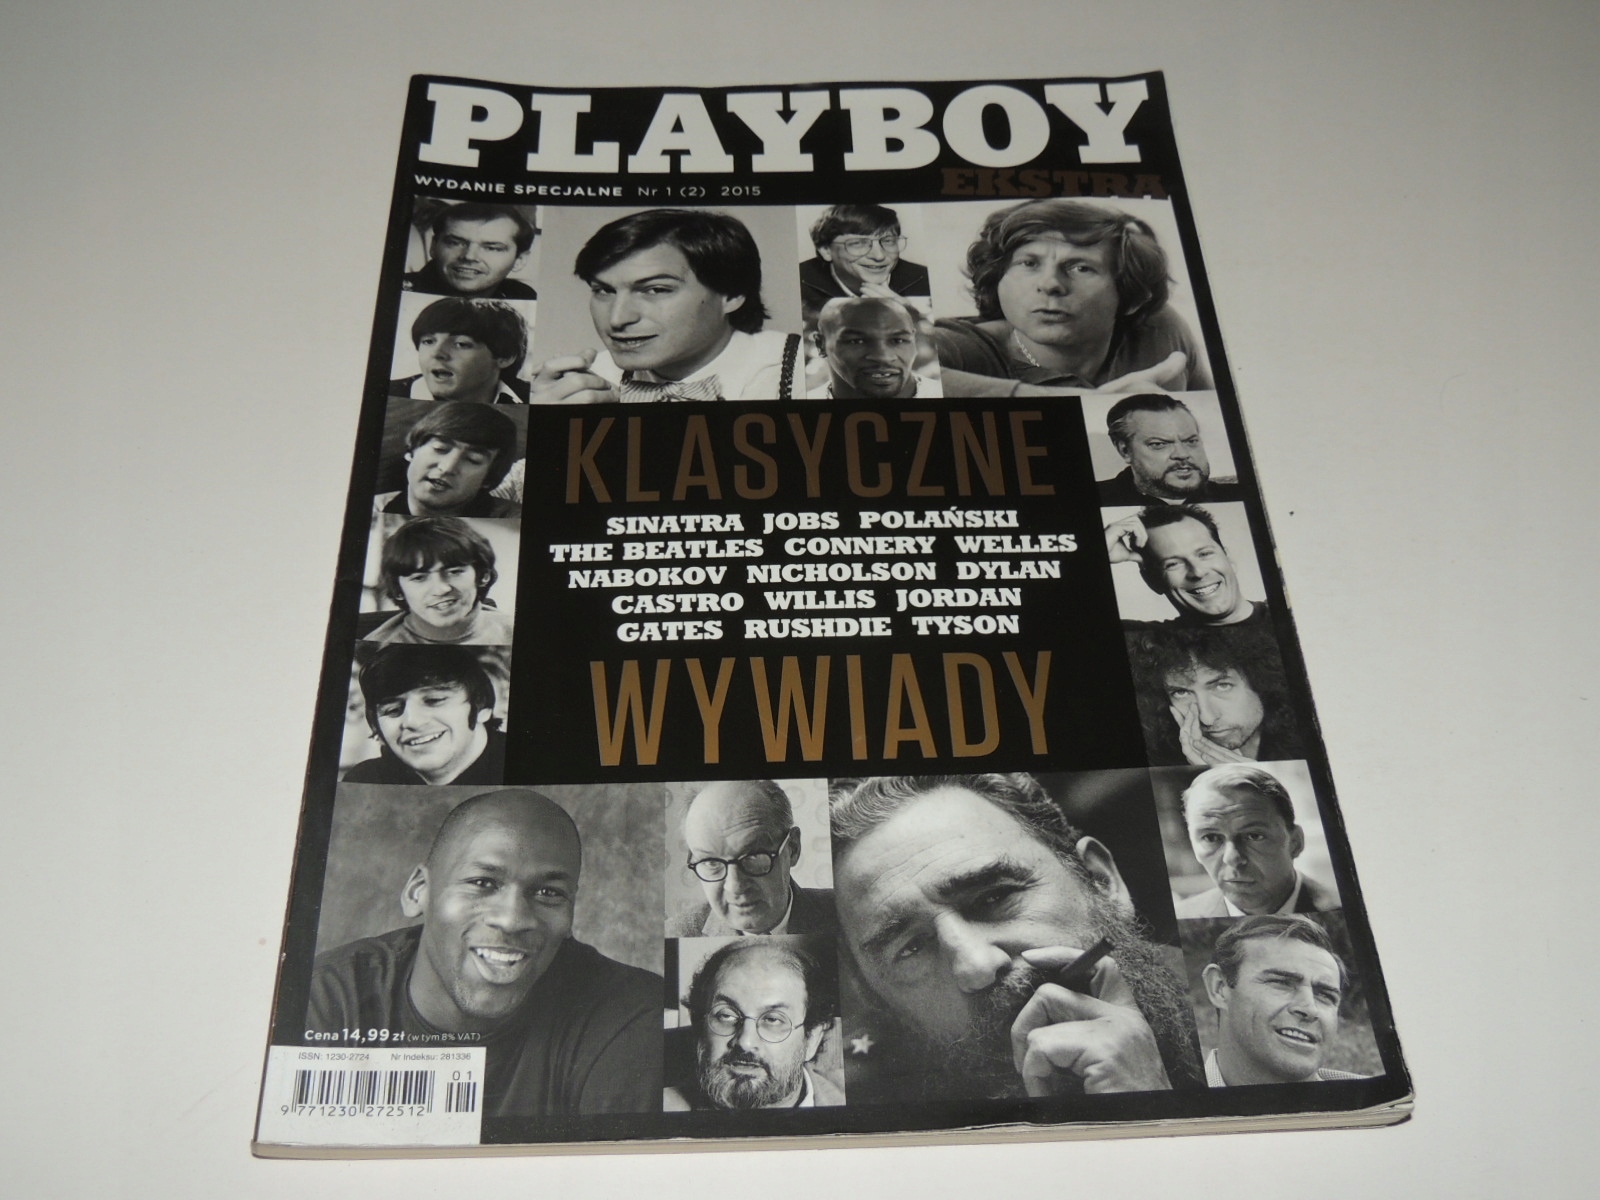 PLAYBOY
EKSTRA
WYDANIE SPECJALNE Nr 1 (2) 2015
KLASYCZNE
SINATRA JOBS POLAŃSKI
THE BEATLES CONNERY WELLES
NABOKOV NICHOLSON DYLAN
CASTRO WILLIS JORDAN
GATES RUSHDIE TYSON
WYWIADY
Cena 14,99 zł (w tym 8% VAT)
ISSN: 1230-2724 Nr Indeksu: 281336
01
9 771230 272512